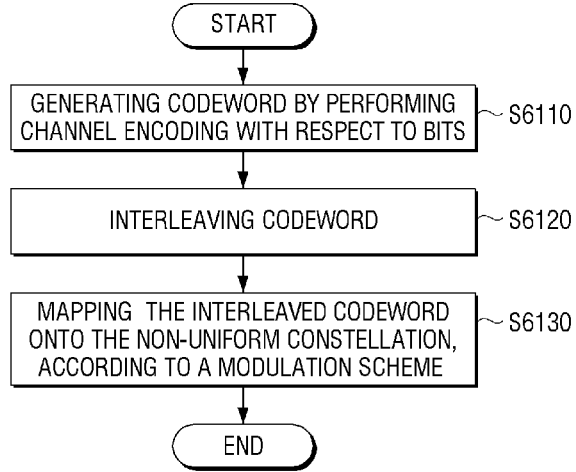 START
GENERATING CODEWORD BY PERFORMING
CHANNEL ENCODING WITH RESPECT TO BITS
S6110
INTERLEAVING CODEWORD
S6120
MAPPING THE INTERLEAVED CODEWORD
ONTO THE NON-UNIFORM CONSTELLATION,
ACCORDING TO A MODULATION SCHEME
S6130
END